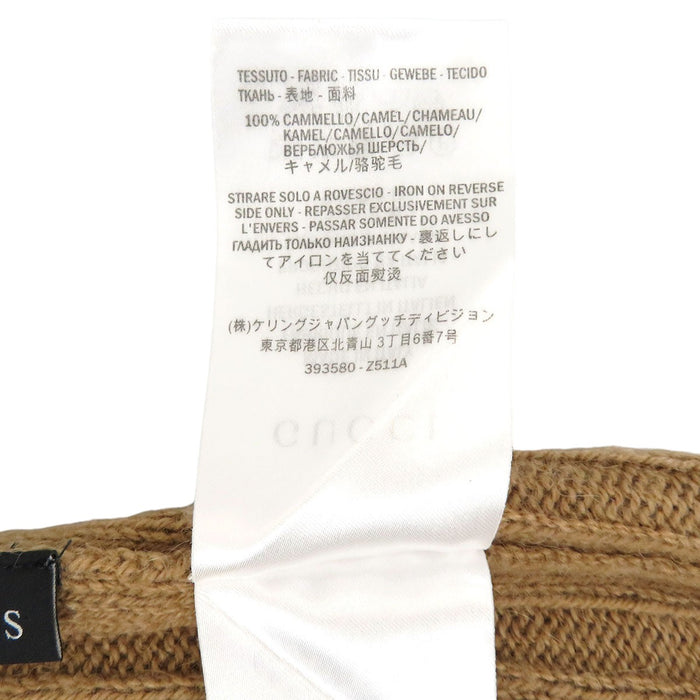 TESSUTO - FABRIC - TISSU - GEWEBE - TECIDO
ТКАНЬ - 表地 - 面料
100% CAMMELLO/CAMEL/CHAMEAU/
KAMEL/CAMELLO/CAMELO/
ВЕРБЛЮЖЬЯ ШЕРСТЬ/
キャメル/骆驼毛
STIRARE SOLO A ROVESCIO - IRON ON REVERSE
SIDE ONLY - REPASSER EXCLUSIVEMENT SUR
L'ENVERS - PASSAR SOMENTE DO AVESSO
ГЛАДИТЬ ТОЛЬКО НАИЗНАНКУ - 裏返しにし
てアイロンを当ててください
仅反面熨烫
(株)ケリングジャパングッチディビジョン
東京都港区北青山 3丁目6番7号
393580 - Z511A
GUCCI
S